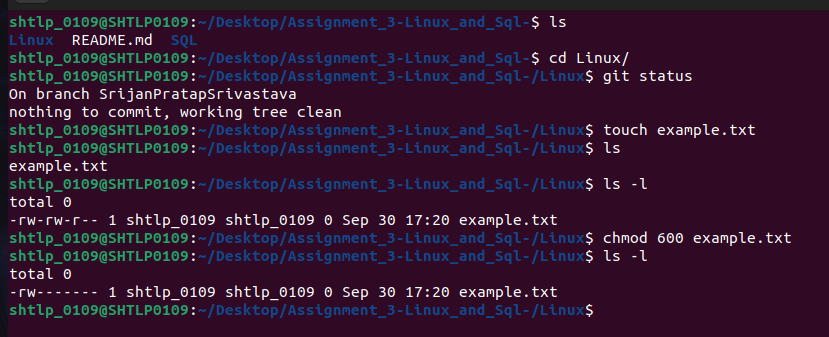 shtlp_0109@SHTLP0109:~/Desktop/Assignment_3-Linux_and_Sql-$ ls
Linux  README.md  SQL
shtlp_0109@SHTLP0109:~/Desktop/Assignment_3-Linux_and_Sql-$ cd Linux/
shtlp_0109@SHTLP0109:~/Desktop/Assignment_3-Linux_and_Sql-/Linux$ git status
On branch SrijanPratapSrivastava
nothing to commit, working tree clean
shtlp_0109@SHTLP0109:~/Desktop/Assignment_3-Linux_and_Sql-/Linux$ touch example.txt
shtlp_0109@SHTLP0109:~/Desktop/Assignment_3-Linux_and_Sql-/Linux$ ls
example.txt
shtlp_0109@SHTLP0109:~/Desktop/Assignment_3-Linux_and_Sql-/Linux$ ls -l
total 0
-rw-rw-r-- 1 shtlp_0109 shtlp_0109 0 Sep 30 17:20 example.txt
shtlp_0109@SHTLP0109:~/Desktop/Assignment_3-Linux_and_Sql-/Linux$ chmod 600 example.txt
shtlp_0109@SHTLP0109:~/Desktop/Assignment_3-Linux_and_Sql-/Linux$ ls -l
total 0
-rw------- 1 shtlp_0109 shtlp_0109 0 Sep 30 17:20 example.txt
shtlp_0109@SHTLP0109:~/Desktop/Assignment_3-Linux_and_Sql-/Linux$